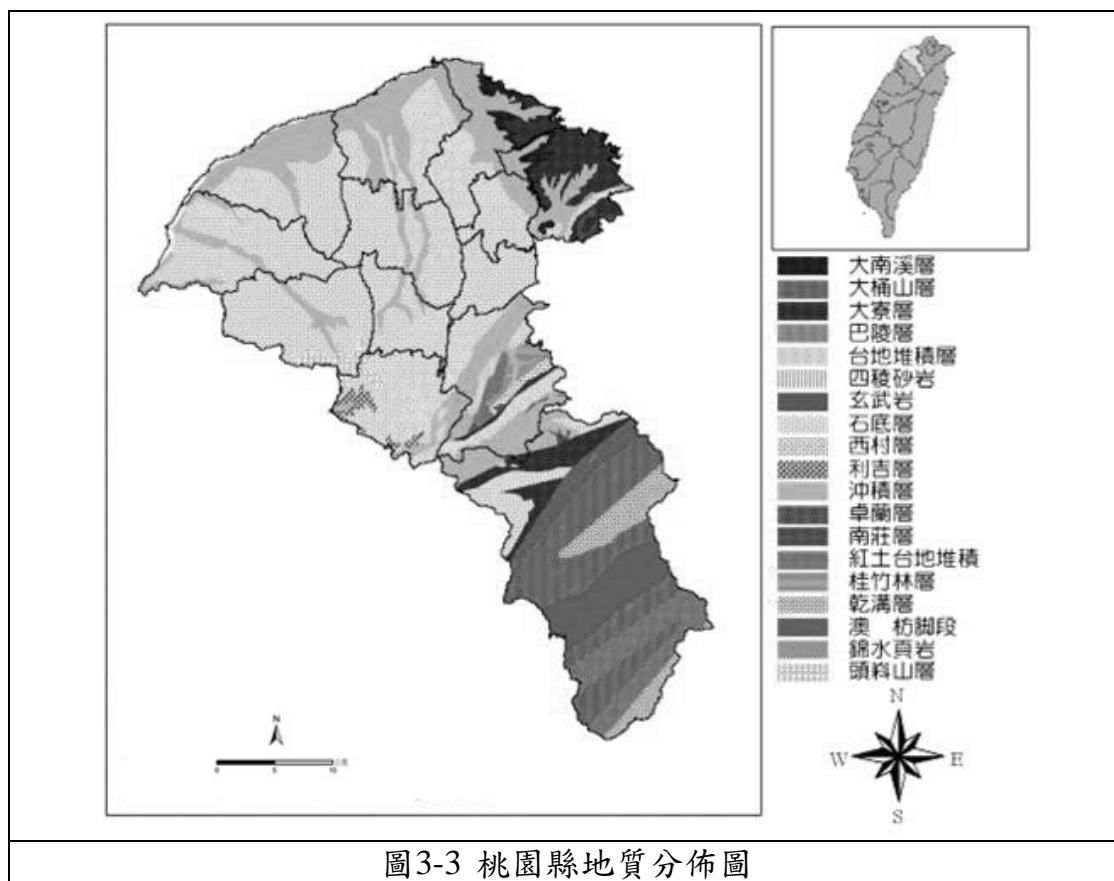 大南溪層
大桶山層
大寮層
巴陵層
台地堆積層
四稜砂岩
玄武岩
石底層
西村層
利吉層
沖積層
卓蘭層
南莊層
紅土台地堆積
桂竹林層
乾溝層
澳 枋脚段
錦水頁岩
頭嵙山層
N
W E
S
N
0 5 10
圖3-3 桃園縣地質分佈圖